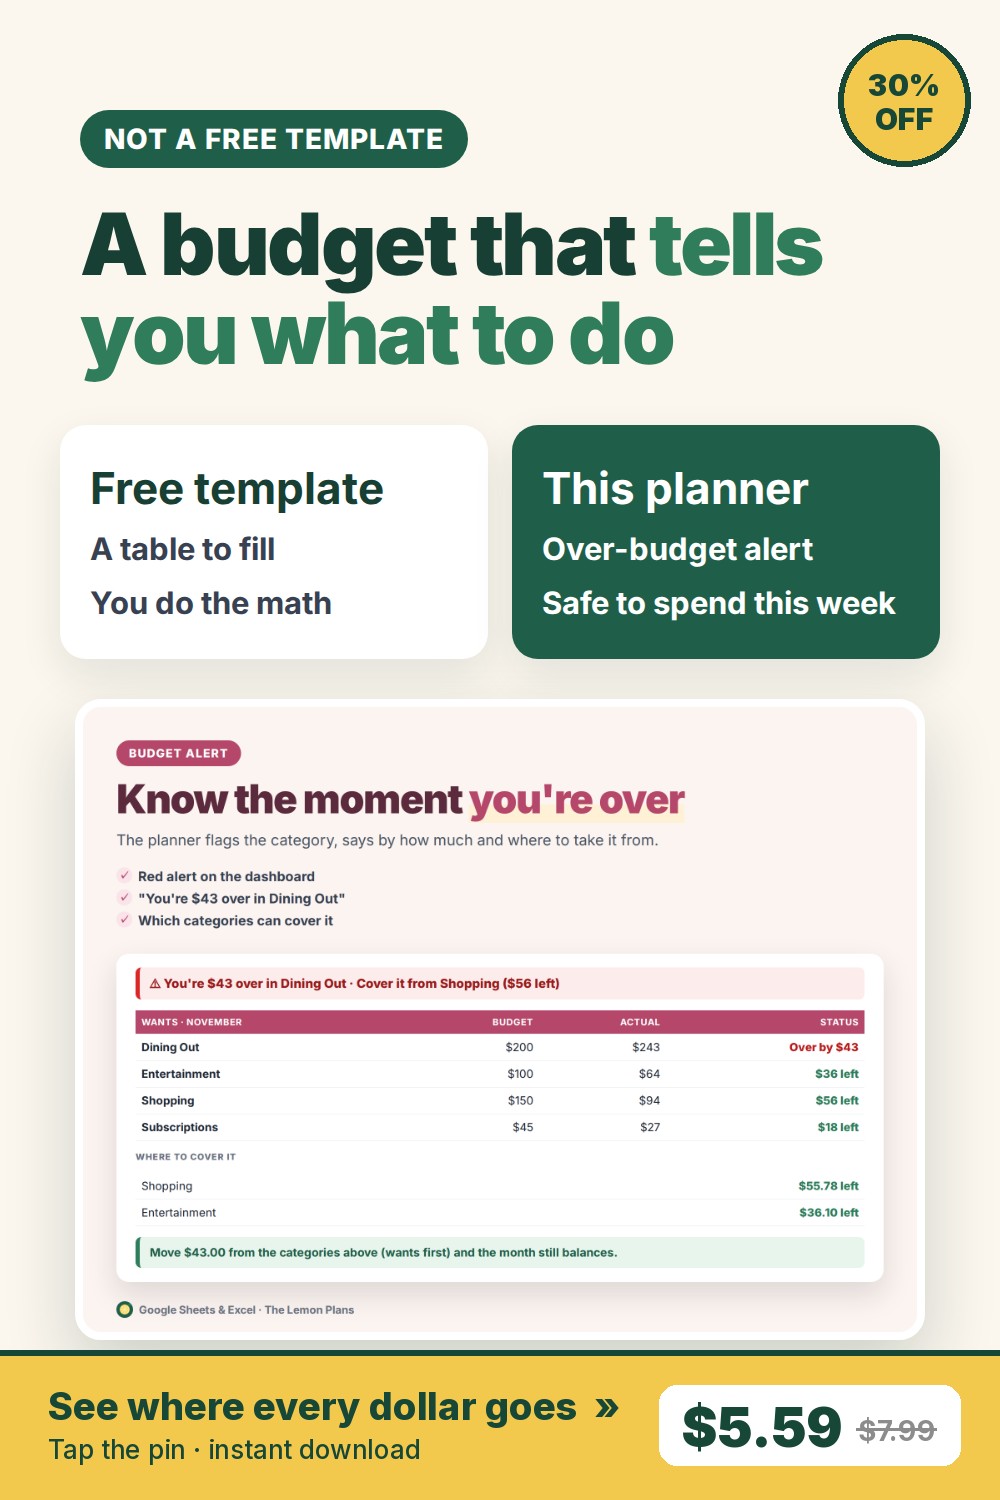 30%
OFF
NOT A FREE TEMPLATE
A budget that tells
you what to do
Free template
A table to fill
You do the math
This planner
Over-budget alert
Safe to spend this week
BUDGET ALERT
Know the moment you're over
The planner flags the category, says by how much and where to take it from.
✓ Red alert on the dashboard
✓ "You're $43 over in Dining Out"
✓ Which categories can cover it
⚠ You're $43 over in Dining Out · Cover it from Shopping ($56 left)
WANTS · NOVEMBER BUDGET ACTUAL STATUS
Dining Out $200 $243 Over by $43
Entertainment $100 $64 $36 left
Shopping $150 $94 $56 left
Subscriptions $45 $27 $18 left
WHERE TO COVER IT
Shopping $55.78 left
Entertainment $36.10 left
Move $43.00 from the categories above (wants first) and the month still balances.
Google Sheets & Excel · The Lemon Plans
See where every dollar goes »
Tap the pin · instant download
$5.59 $7.99